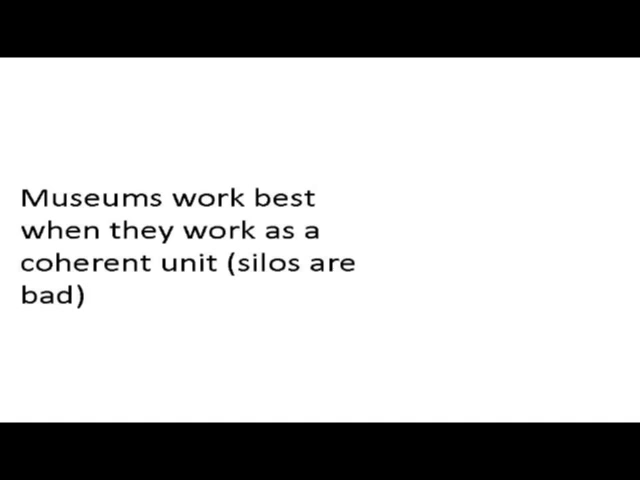 Museums work best
when they work as a
coherent unit (silos are
bad)